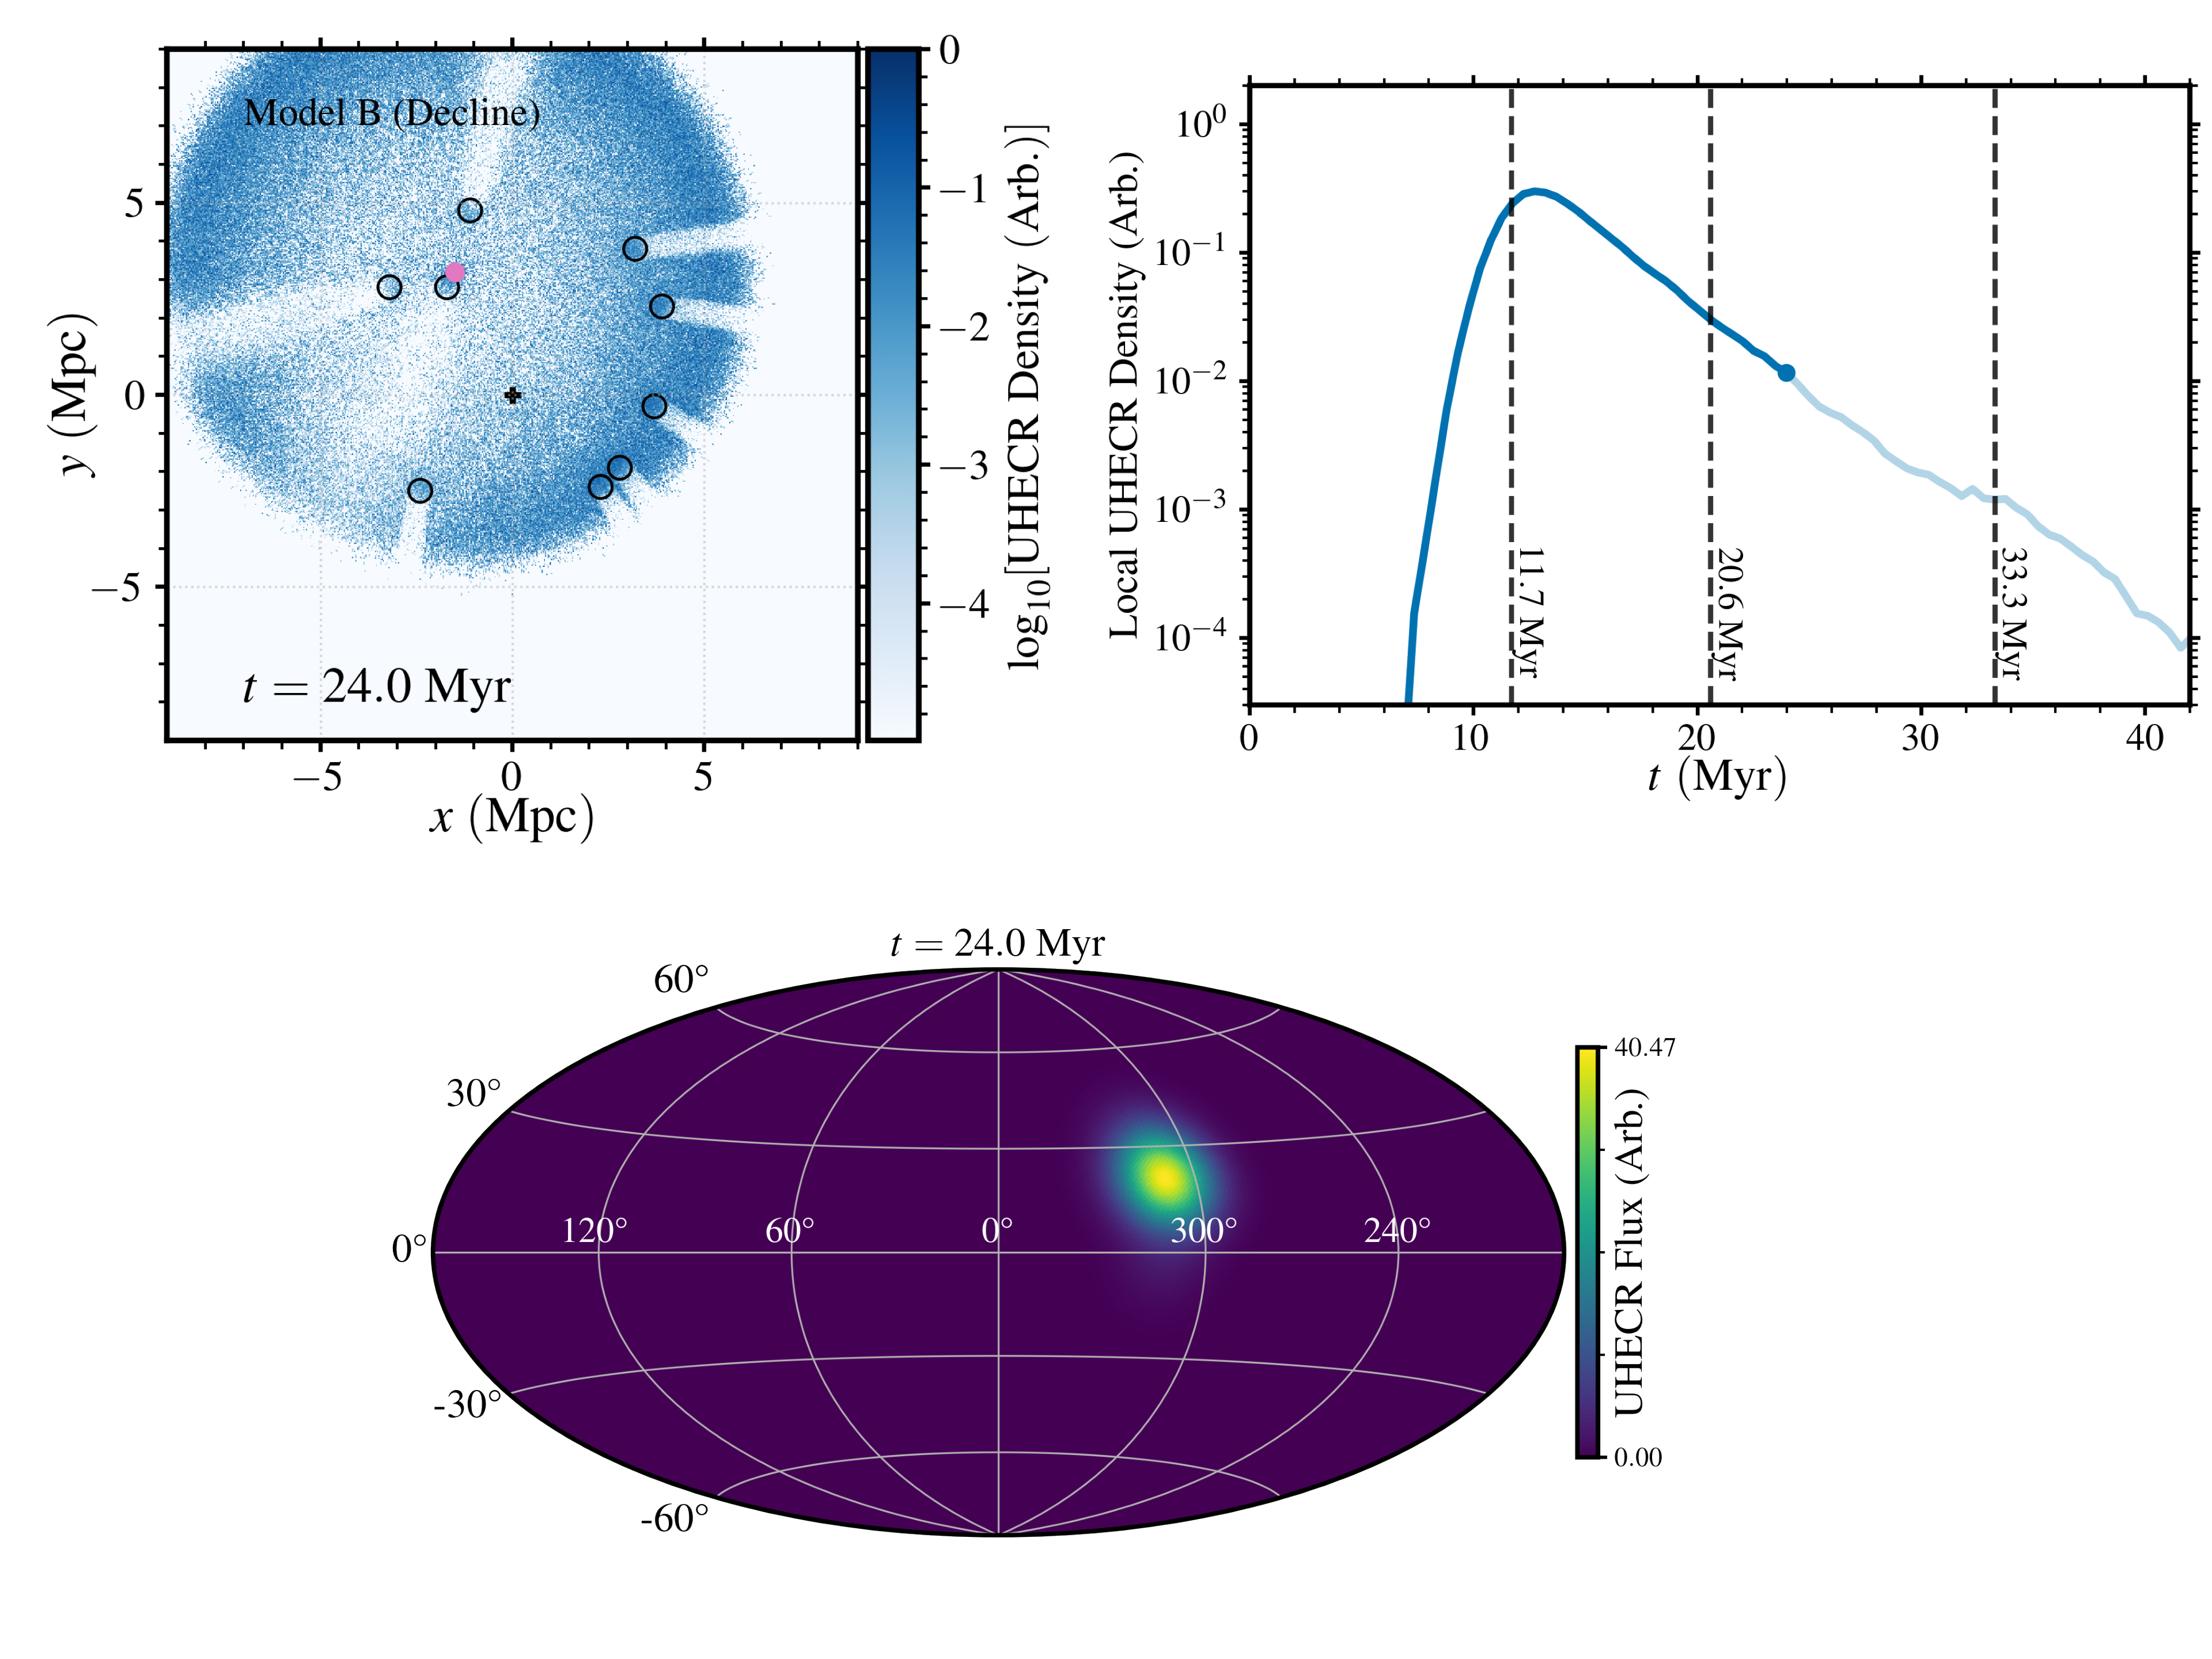 Model B (Decline)
t = 24.0 Myr
5
0
−5
y (Mpc)
−5
0
5
x (Mpc)
0
−1
−2
−3
−4
log10[UHECR Density (Arb.)]
10^0
10^−1
10^−2
10^−3
10^−4
Local UHECR Density (Arb.)
11.7 Myr
20.6 Myr
33.3 Myr
0
10
20
30
40
t (Myr)
t = 24.0 Myr
60°
30°
0°
-30°
-60°
120°
60°
0°
300°
240°
40.47
0.00
UHECR Flux (Arb.)